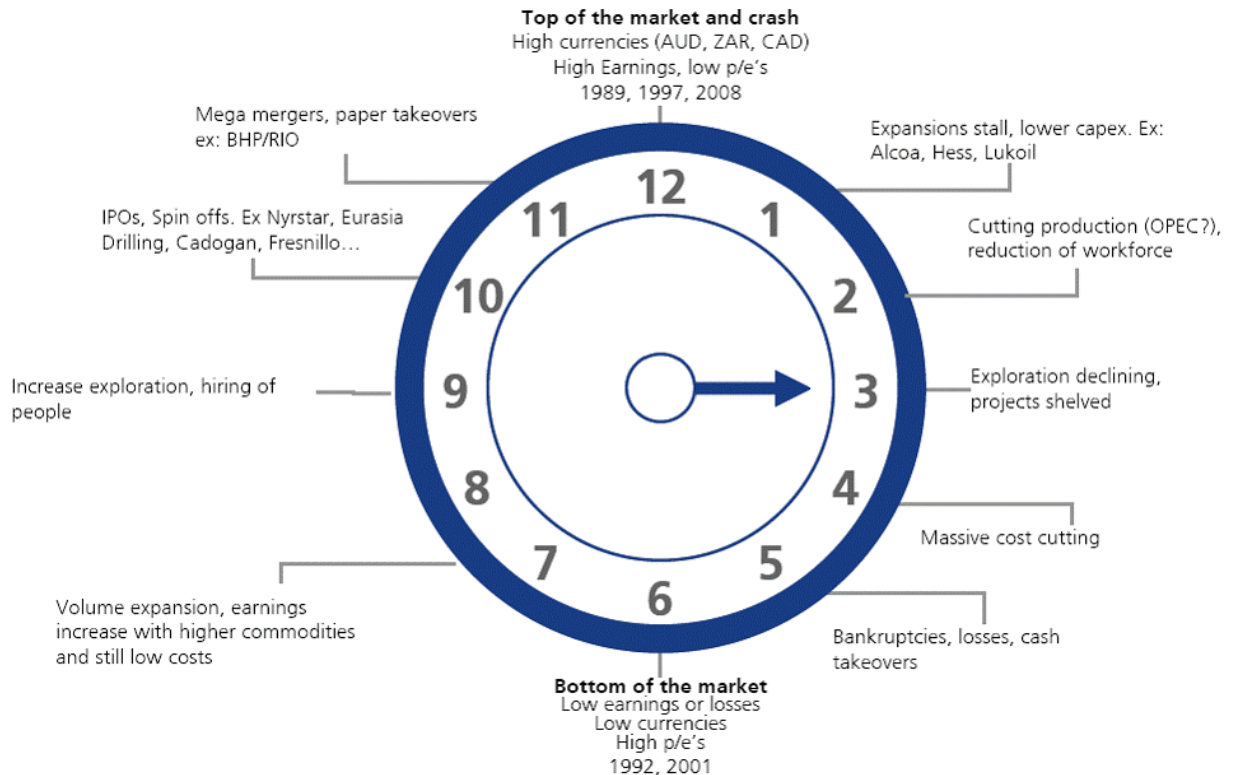 Top of the market and crash
High currencies (AUD, ZAR, CAD)
High Earnings, low p/e's
1989, 1997, 2008
Mega mergers, paper takeovers
ex: BHP/RIO
Expansions stall, lower capex. Ex:
Alcoa, Hess, Lukoil
IPOs, Spin offs. Ex Nyrstar, Eurasia
Drilling, Cadogan, Fresnillo…
Cutting production (OPEC?),
reduction of workforce
Increase exploration, hiring of
people
Exploration declining,
projects shelved
Massive cost cutting
Volume expansion, earnings
increase with higher commodities
and still low costs
Bankruptcies, losses, cash
takeovers
Bottom of the market
Low earnings or losses
Low currencies
High p/e's
1992, 2001
12
1
2
3
4
5
6
7
8
9
10
11